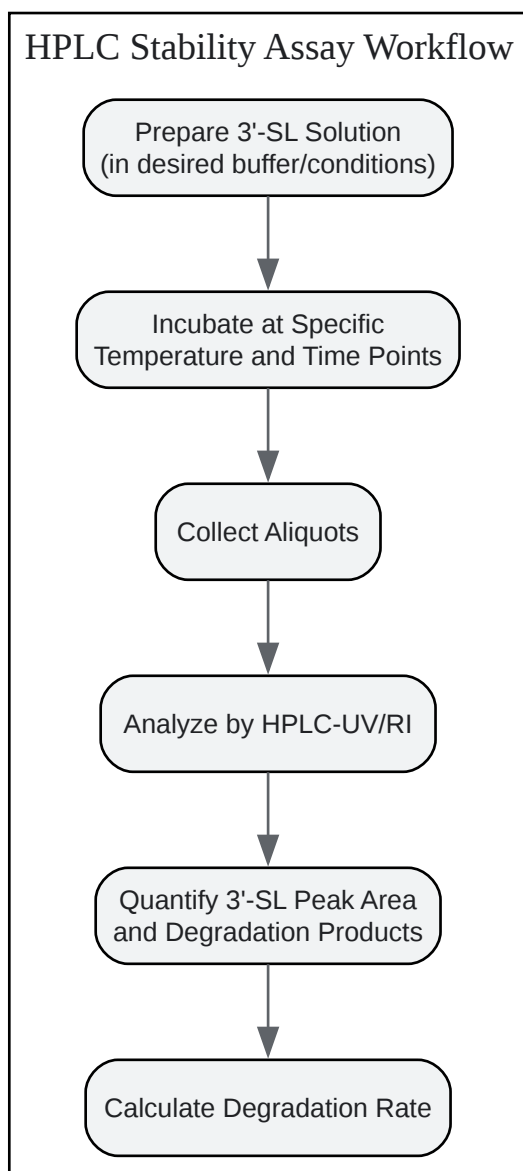 HPLC Stability Assay Workflow
Prepare 3'-SL Solution
(in desired buffer/conditions)
Incubate at Specific
Temperature and Time Points
Collect Aliquots
Analyze by HPLC-UV/RI
Quantify 3'-SL Peak Area
and Degradation Products
Calculate Degradation Rate